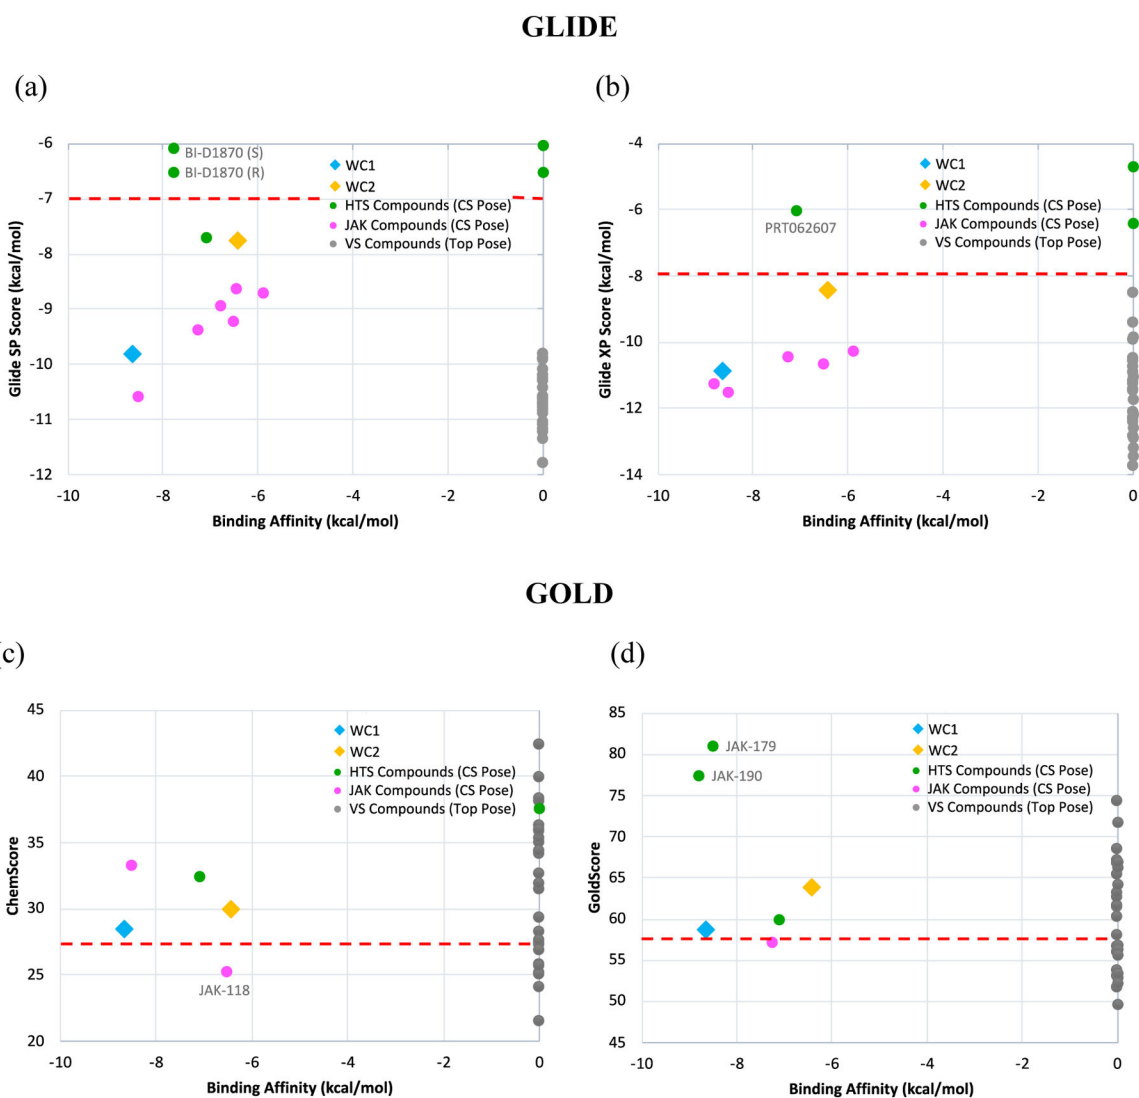 GLIDE
(a)
(b)
-6
-7
-8
-9
-10
-11
-12
Glide SP Score (kcal/mol)
BI-D1870 (S)
BI-D1870 (R)
WC1
WC2
HTS Compounds (CS Pose)
JAK Compounds (CS Pose)
VS Compounds (Top Pose)
-10 -8 -6 -4 -2 0
Binding Affinity (kcal/mol)
-4
-6
-8
-10
-12
-14
Glide XP Score (kcal/mol)
PRT062607
WC1
WC2
HTS Compounds (CS Pose)
JAK Compounds (CS Pose)
VS Compounds (Top Pose)
-10 -8 -6 -4 -2 0
Binding Affinity (kcal/mol)
GOLD
(c)
(d)
45
40
35
30
25
20
ChemScore
WC1
WC2
HTS Compounds (CS Pose)
JAK Compounds (CS Pose)
VS Compounds (Top Pose)
JAK-118
-10 -8 -6 -4 -2 0
Binding Affinity (kcal/mol)
85
80
75
70
65
60
55
50
45
GoldScore
JAK-179
JAK-190
WC1
WC2
HTS Compounds (CS Pose)
JAK Compounds (CS Pose)
VS Compounds (Top Pose)
-10 -8 -6 -4 -2 0
Binding Affinity (kcal/mol)